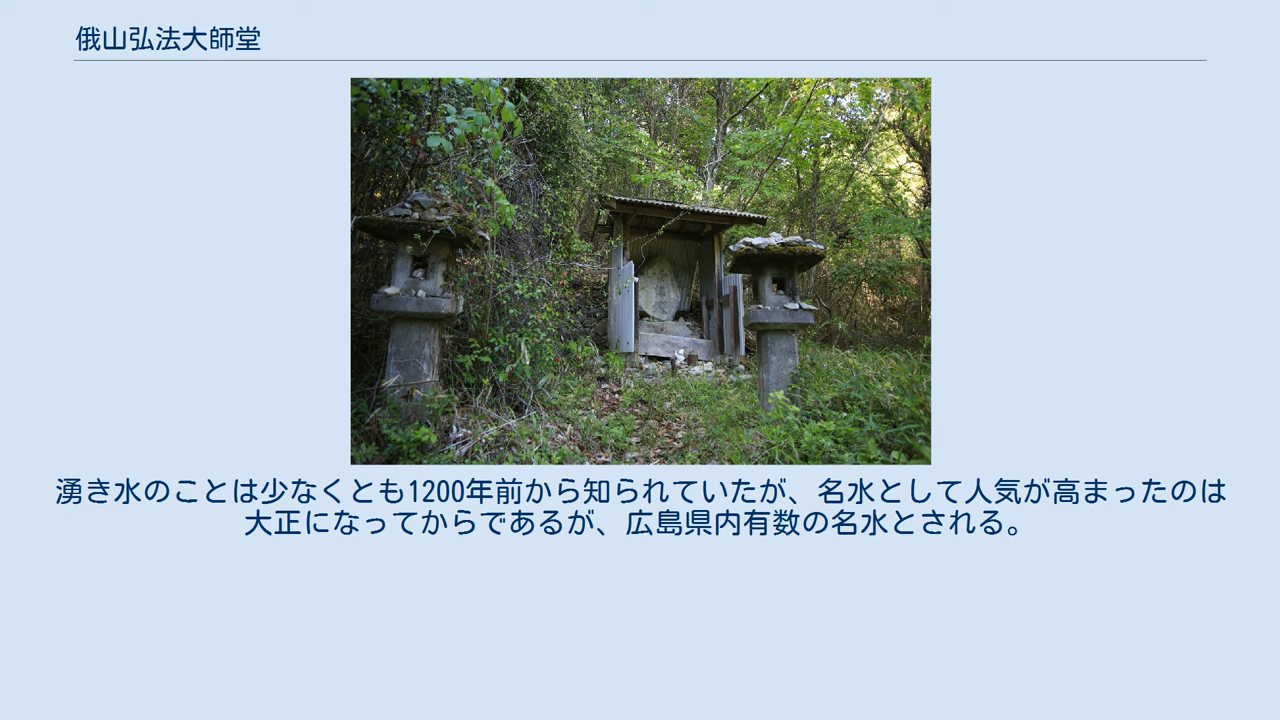 俄山弘法大師堂
湧き水のことは少なくとも1200年前から知られていたが、名水として人気が高まったのは
大正になってからであるが、広島県内有数の名水とされる。